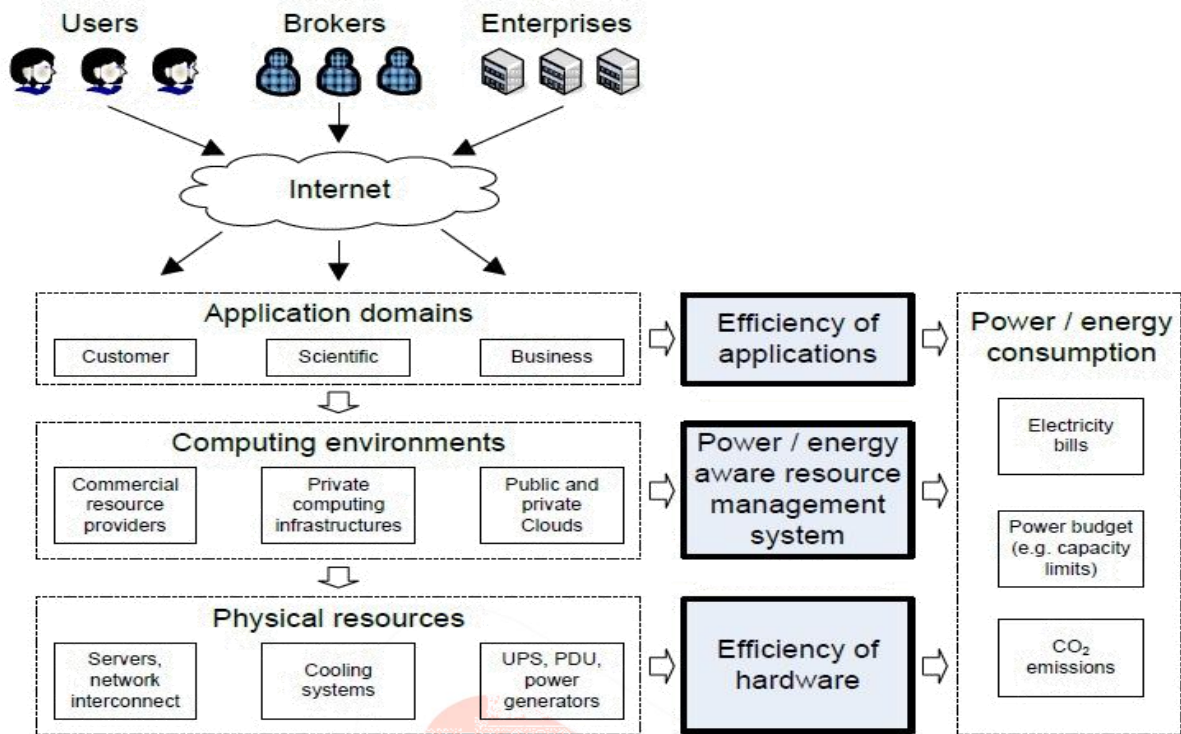 Users
Brokers
Enterprises
Internet
Application domains
Customer
Scientific
Business
Efficiency of
applications
Power / energy
consumption
Electricity
bills
Power budget
(e.g. capacity
limits)
CO₂
emissions
Computing environments
Commercial
resource
providers
Private
computing
infrastructures
Public and
private
Clouds
Power / energy
aware resource
management
system
Physical resources
Servers,
network
interconnect
Cooling
systems
UPS, PDU,
power
generators
Efficiency of
hardware